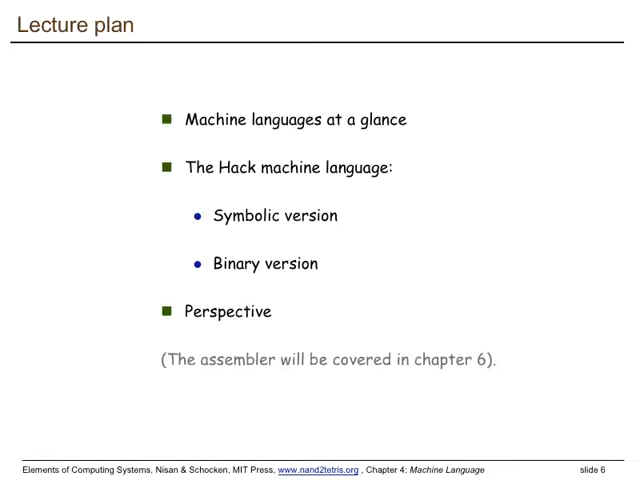 Lecture plan
Machine languages at a glance
The Hack machine language:
Symbolic version
Binary version
Perspective
(The assembler will be covered in chapter 6).
Elements of Computing Systems, Nisan & Schocken, MIT Press, www.nand2tetris.org , Chapter 4: Machine Language slide 6